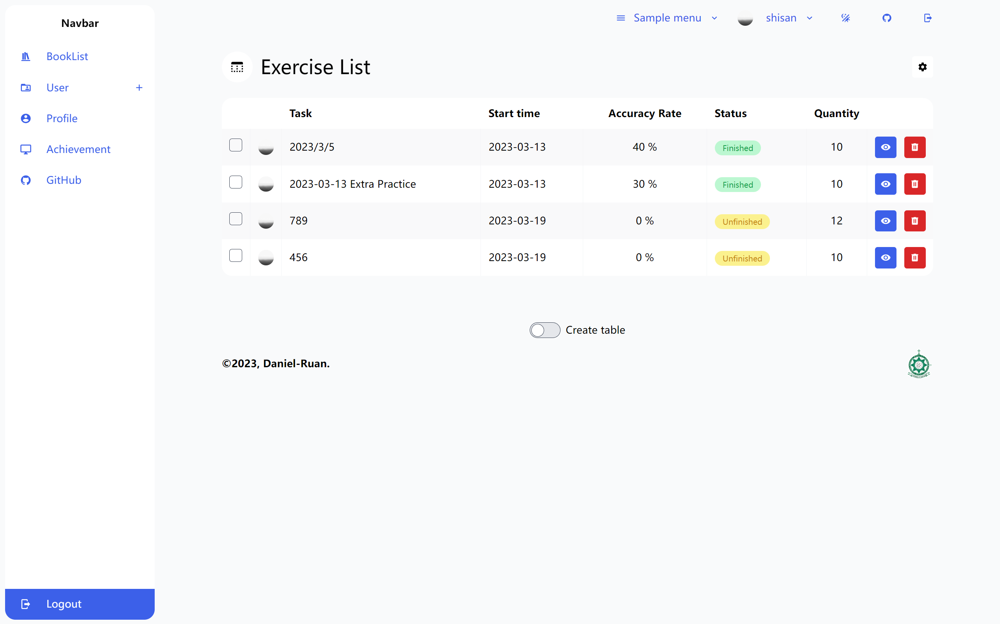 Navbar
BookList
User
Profile
Achievement
GitHub
Logout
Sample menu
shisan
Exercise List
Task Start time Accuracy Rate Status Quantity
2023/3/5 2023-03-13 40 % Finished 10
2023-03-13 Extra Practice 2023-03-13 30 % Finished 10
789 2023-03-19 0 % Unfinished 12
456 2023-03-19 0 % Unfinished 10
Create table
©2023, Daniel-Ruan.